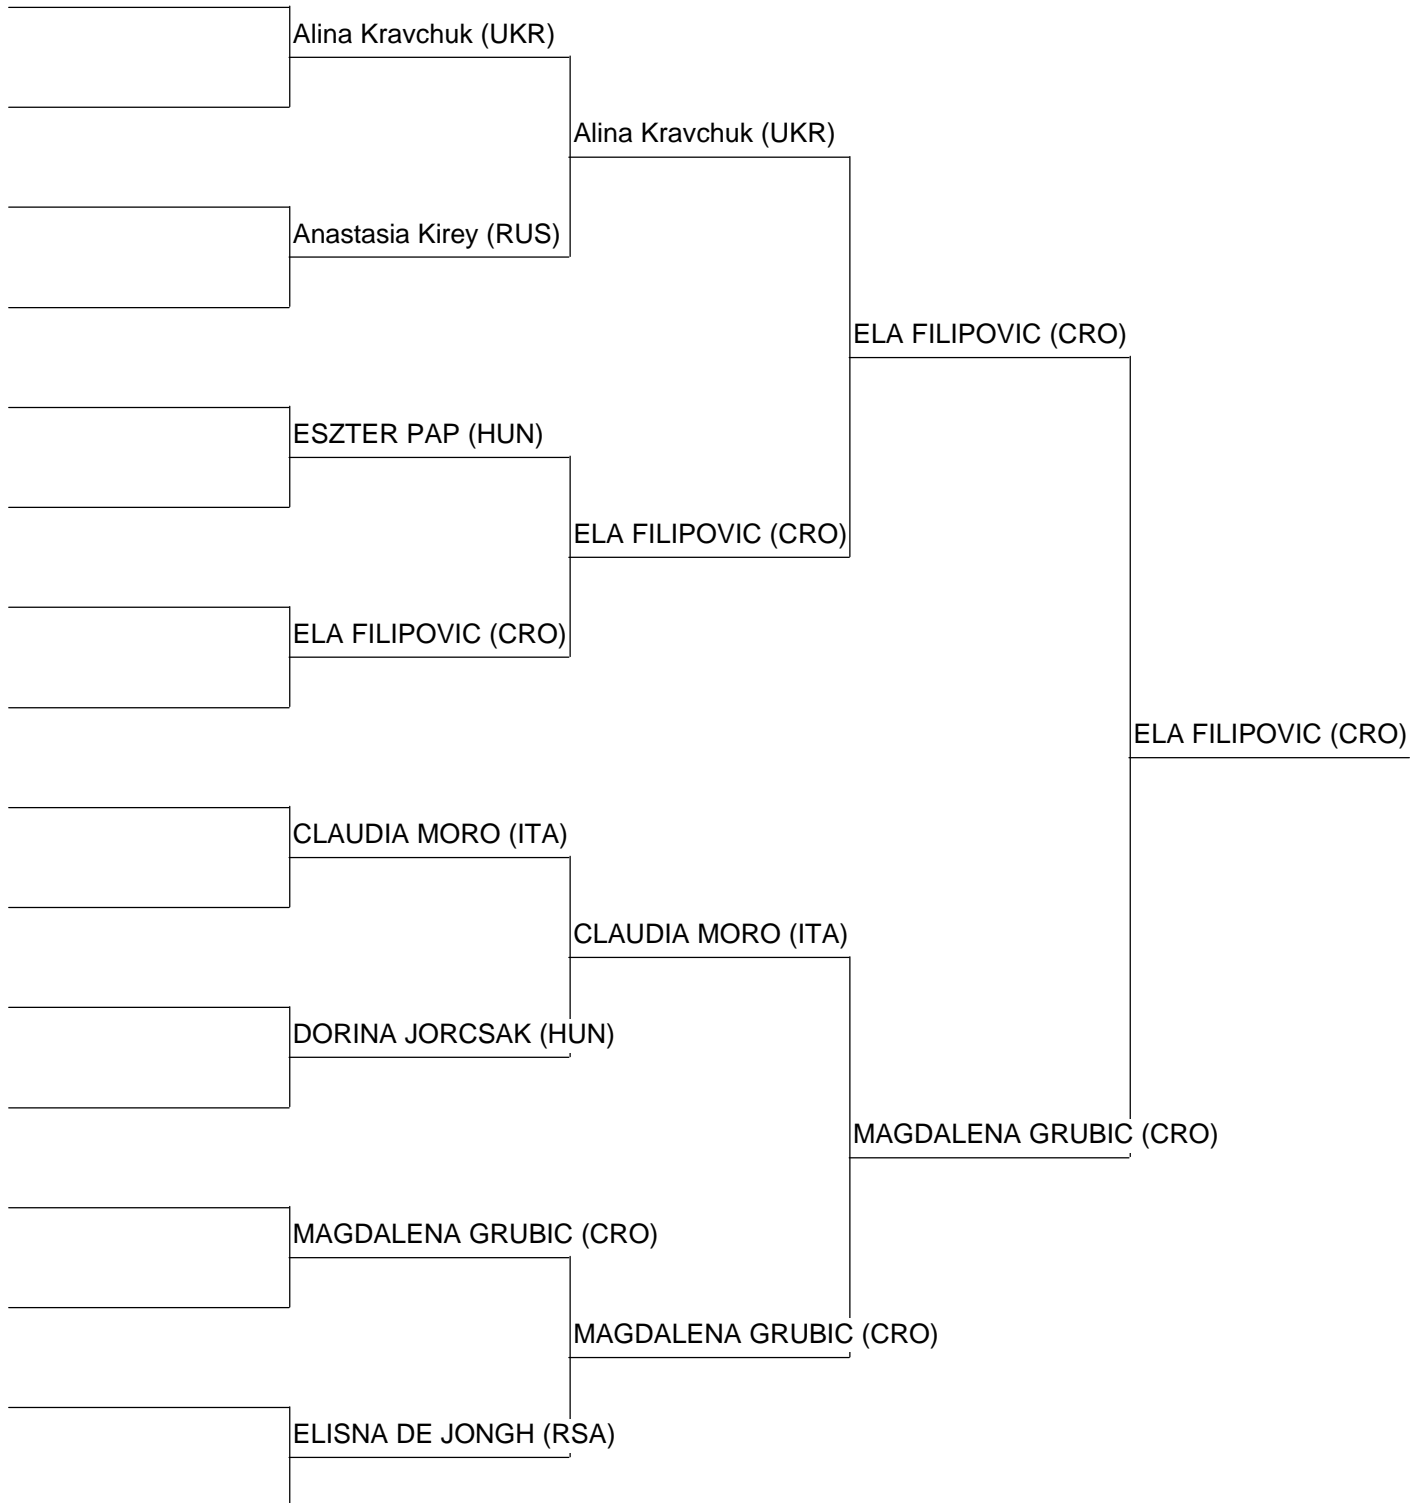 Alina Kravchuk (UKR)
Alina Kravchuk (UKR)
Anastasia Kirey (RUS)
ELA FILIPOVIC (CRO)
ESZTER PAP (HUN)
ELA FILIPOVIC (CRO)
ELA FILIPOVIC (CRO)
ELA FILIPOVIC (CRO)
CLAUDIA MORO (ITA)
CLAUDIA MORO (ITA)
DORINA JORCSAK (HUN)
MAGDALENA GRUBIC (CRO)
MAGDALENA GRUBIC (CRO)
MAGDALENA GRUBIC (CRO)
ELISNA DE JONGH (RSA)